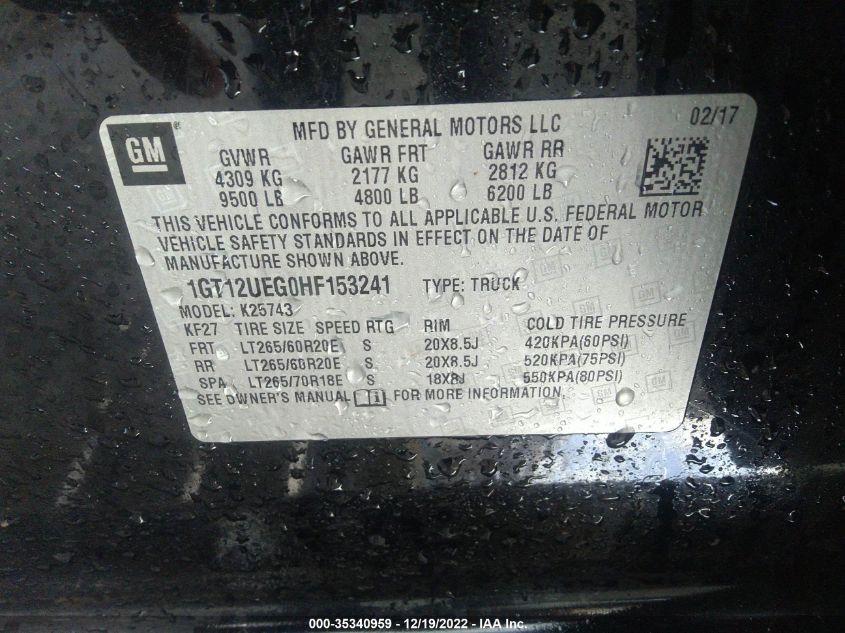 GM
MFD BY GENERAL MOTORS LLC 02/17
GVWR GAWR FRT GAWR RR
4309 KG 2177 KG 2812 KG
9500 LB 4800 LB 6200 LB
THIS VEHICLE CONFORMS TO ALL APPLICABLE U.S. FEDERAL MOTOR
VEHICLE SAFETY STANDARDS IN EFFECT ON THE DATE OF
MANUFACTURE SHOWN ABOVE.
1GT12UEG0HF153241 TYPE: TRUCK
MODEL: K25743
KF27 TIRE SIZE SPEED RTG RIM COLD TIRE PRESSURE
FRT LT265/60R20E S 20X8.5J 420KPA(60PSI)
RR LT265/60R20E S 20X8.5J 520KPA(75PSI)
SPA LT265/70R18E S 18X8J 550KPA(80PSI)
SEE OWNER'S MANUAL FOR MORE INFORMATION.
000-35340959 - 12/19/2022 - IAA Inc.